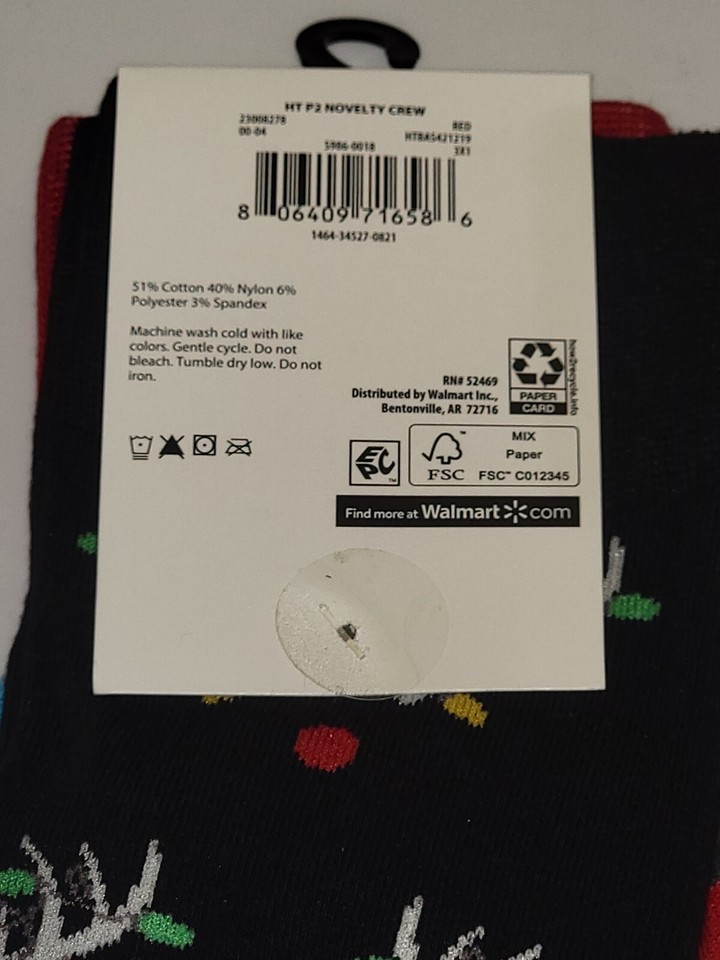 HT P2 NOVELTY CREW
23008278 RED
00-04 HTBAS421219
5986-0018 3X1
8 06409 71658 6
1464-34527-0821
51% Cotton 40% Nylon 6%
Polyester 3% Spandex
Machine wash cold with like
colors. Gentle cycle. Do not
bleach. Tumble dry low. Do not
iron.
how2recycle.info
PAPER
CARD
RN# 52469
Distributed by Walmart Inc.,
Bentonville, AR 72716
EPC™
FSC™
MIX
Paper
FSC™ C012345
Find more at Walmart com